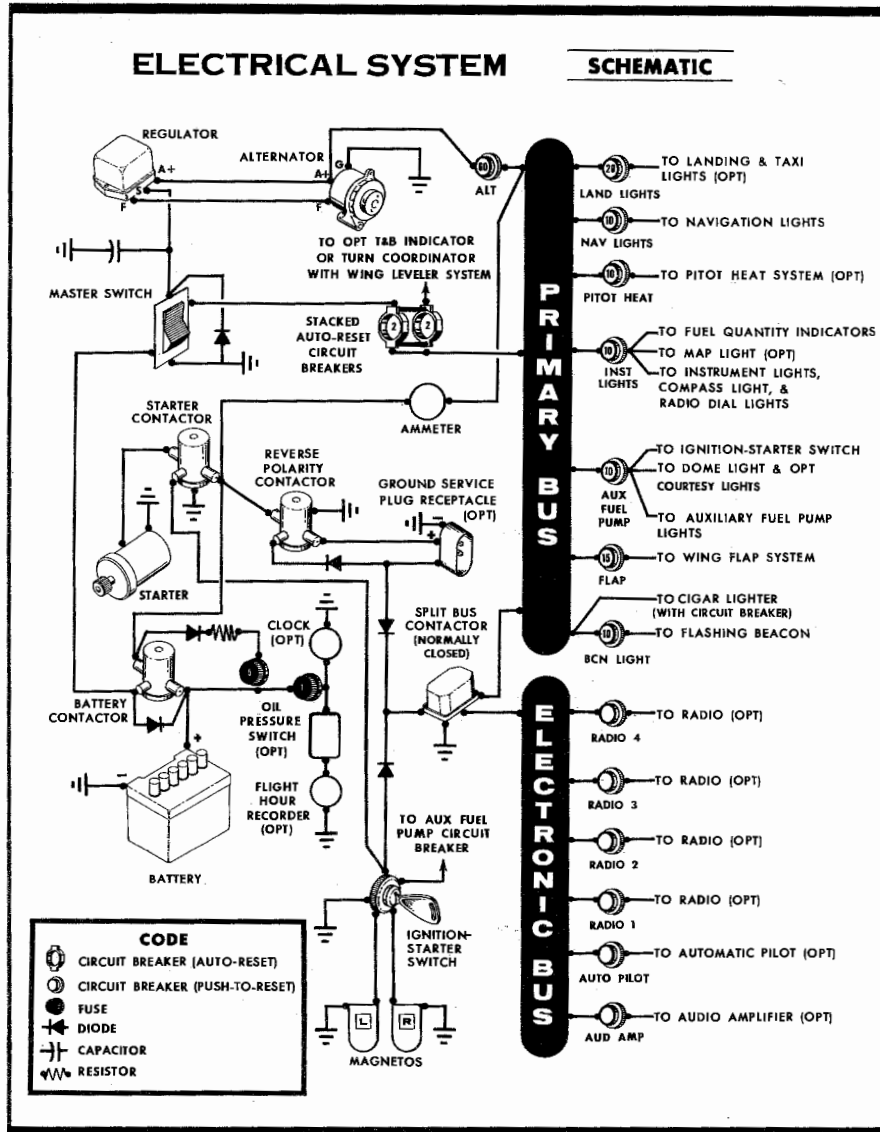 ELECTRICAL SYSTEM
SCHEMATIC
REGULATOR
A+
S
F
ALTERNATOR
G
A+
F
60
ALT
TO OPT T&B INDICATOR
OR TURN COORDINATOR
WITH WING LEVELER SYSTEM
MASTER SWITCH
STACKED
AUTO-RESET
CIRCUIT
BREAKERS
2
2
AMMETER
STARTER
CONTACTOR
REVERSE
POLARITY
CONTACTOR
GROUND SERVICE
PLUG RECEPTACLE
(OPT)
−
+
STARTER
CLOCK
(OPT)
SPLIT BUS
CONTACTOR
(NORMALLY
CLOSED)
BATTERY
CONTACTOR
OIL
PRESSURE
SWITCH
(OPT)
+
−
BATTERY
FLIGHT
HOUR
RECORDER
(OPT)
TO AUX FUEL
PUMP CIRCUIT
BREAKER
IGNITION-
STARTER
SWITCH
L
R
MAGNETOS
PRIMARY BUS
20
LAND LIGHTS
TO LANDING & TAXI
LIGHTS (OPT)
10
NAV LIGHTS
TO NAVIGATION LIGHTS
10
PITOT HEAT
TO PITOT HEAT SYSTEM (OPT)
10
INST
LIGHTS
TO FUEL QUANTITY INDICATORS
TO MAP LIGHT (OPT)
TO INSTRUMENT LIGHTS,
COMPASS LIGHT, &
RADIO DIAL LIGHTS
10
AUX
FUEL
PUMP
TO IGNITION-STARTER SWITCH
TO DOME LIGHT & OPT
COURTESY LIGHTS
TO AUXILIARY FUEL PUMP
LIGHTS
15
FLAP
TO WING FLAP SYSTEM
TO CIGAR LIGHTER
(WITH CIRCUIT BREAKER)
10
BCN LIGHT
TO FLASHING BEACON
ELECTRONIC BUS
RADIO 4
TO RADIO (OPT)
RADIO 3
TO RADIO (OPT)
RADIO 2
TO RADIO (OPT)
RADIO 1
TO RADIO (OPT)
AUTO PILOT
TO AUTOMATIC PILOT (OPT)
AUD AMP
TO AUDIO AMPLIFIER (OPT)
CODE
CIRCUIT BREAKER (AUTO-RESET)
CIRCUIT BREAKER (PUSH-TO-RESET)
FUSE
DIODE
CAPACITOR
RESISTOR